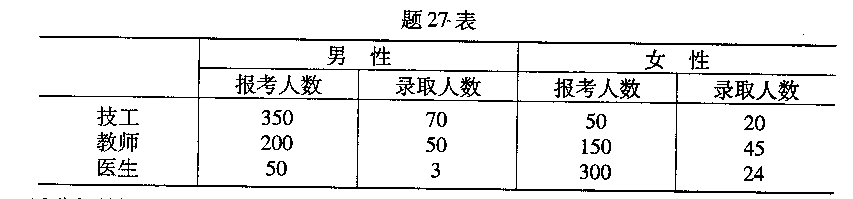 题27表
男 性 女 性
报考人数 录取人数 报考人数 录取人数
技工 350 70 50 20
教师 200 50 150 45
医生 50 3 300 24